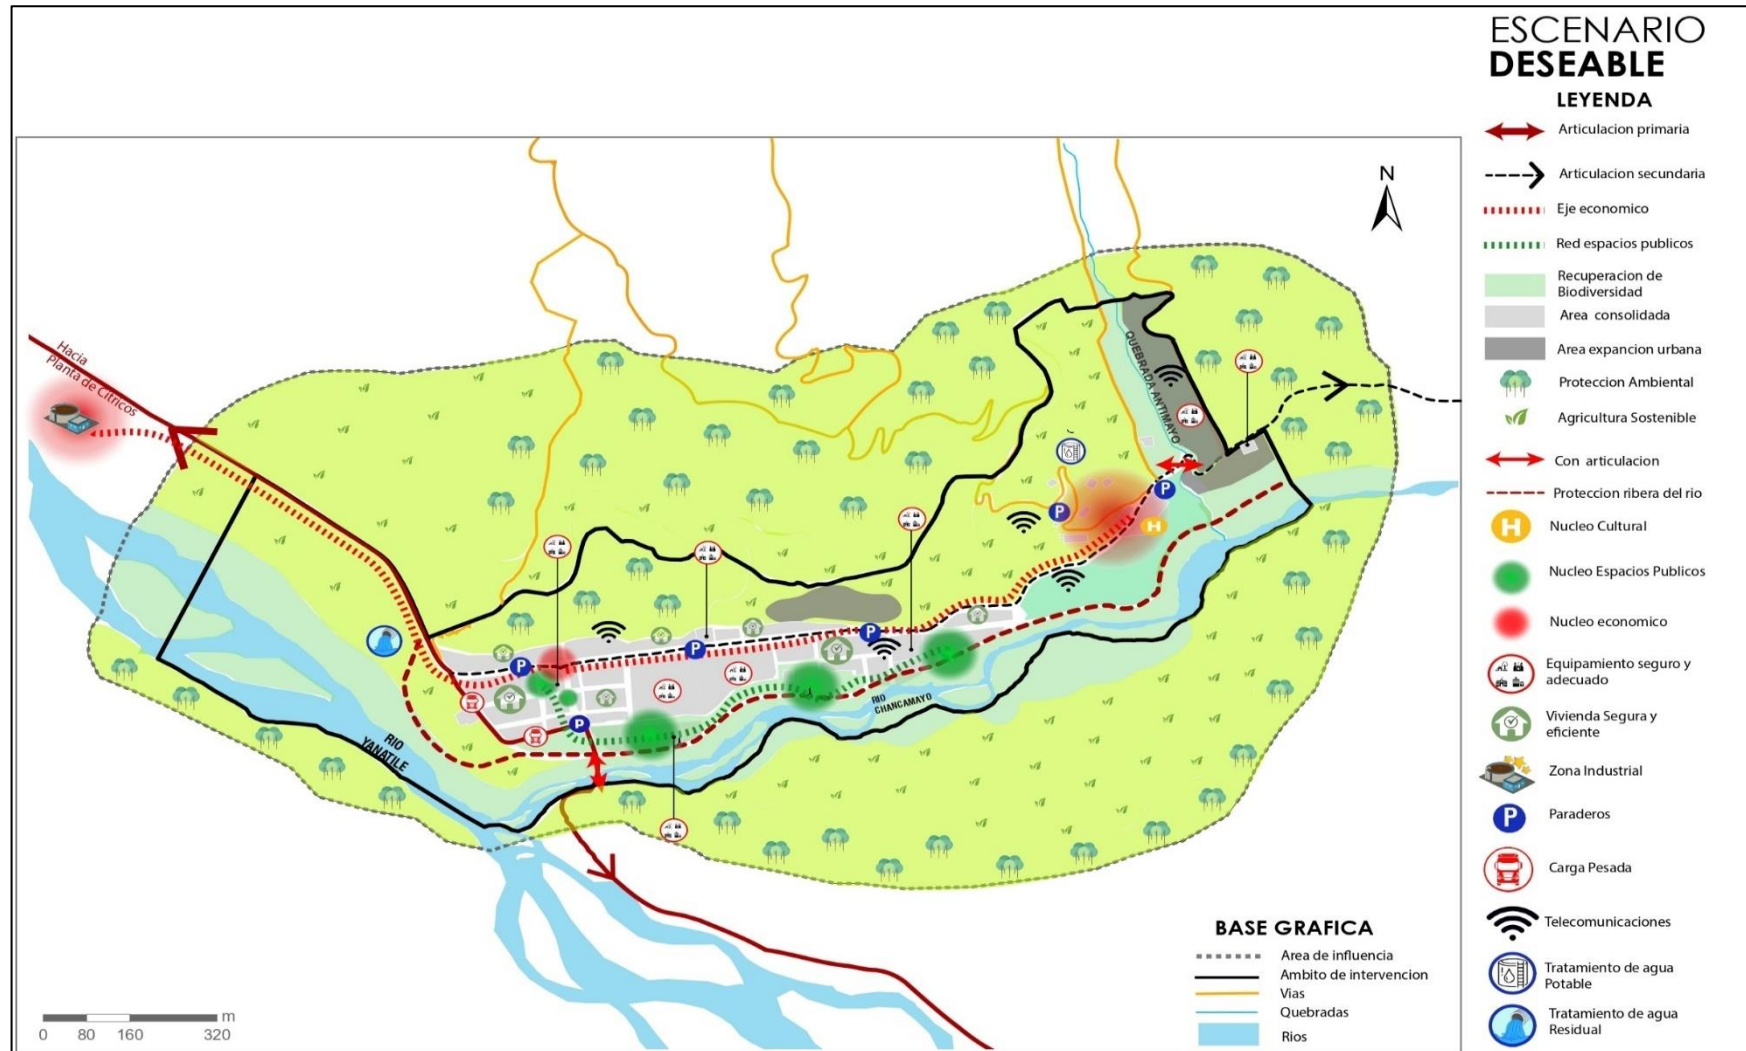 ESCENARIO
DESEABLE
LEYENDA
Articulacion primaria
Articulacion secundaria
Eje economico
Red espacios publicos
Recuperacion de
Biodiversidad
Area consolidada
Area expancion urbana
Proteccion Ambiental
Agricultura Sostenible
Con articulacion
Proteccion ribera del rio
H
Nucleo Cultural
Nucleo Espacios Publicos
Nucleo economico
Equipamiento seguro y
adecuado
Vivienda Segura y
eficiente
Zona Industrial
P
Paraderos
Carga Pesada
Telecomunicaciones
Tratamiento de agua
Potable
Tratamiento de agua
Residual
N
Hacia
Planta de Citricos
QUEBRADA ANTIMAYO
P
P
H
P
P
P
P
RIO
CHANCAMAYO
RIO
YANATILE
BASE GRAFICA
Area de influencia
Ambito de intervencion
Vias
Quebradas
Rios
m
0 80 160 320